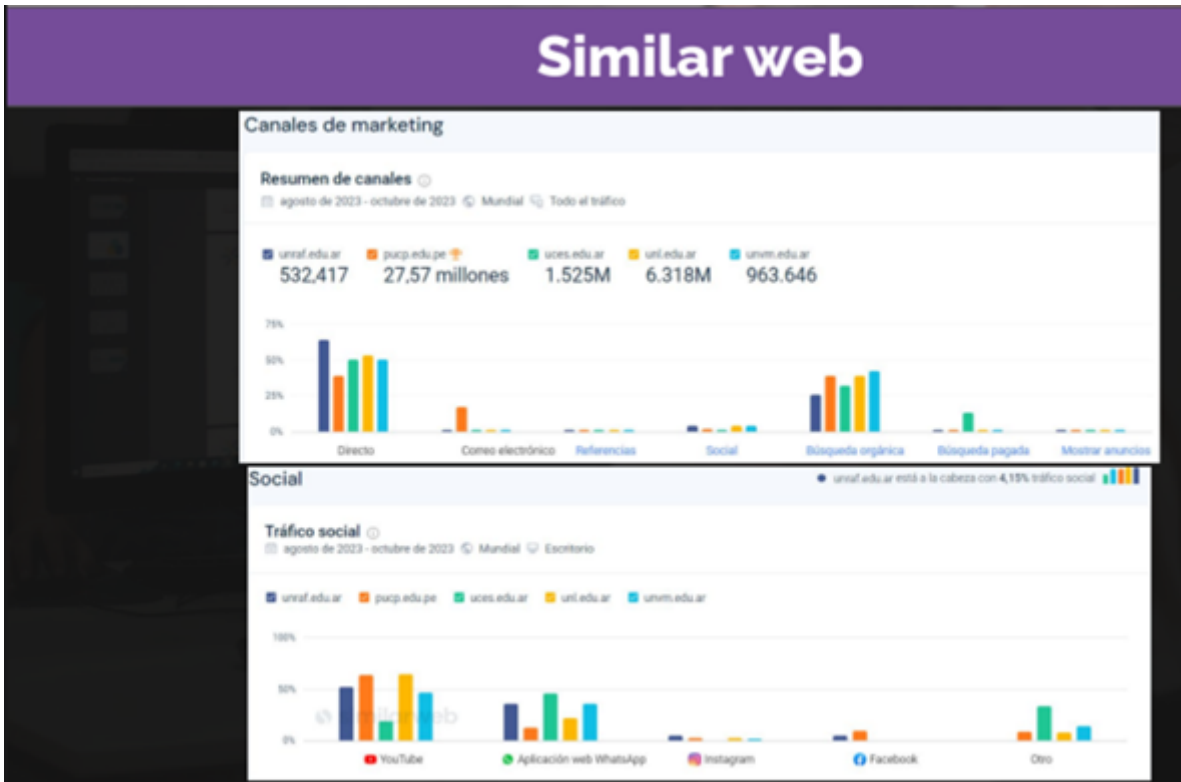 Similar web
Canales de marketing
Resumen de canales
agosto de 2023 - octubre de 2023 Mundial Todo el tráfico
unraf.edu.ar pucp.edu.pe uces.edu.ar unl.edu.ar unvm.edu.ar
532,417 27,57 millones 1.525M 6.318M 963.646
75%
50%
25%
0%
Directo Correo electrónico Referencias Social Búsqueda orgánica Búsqueda pagada Mostrar anuncios
Social unraf.edu.ar está a la cabeza con 4,15% tráfico social
Tráfico social
agosto de 2023 - octubre de 2023 Mundial Escritorio
unraf.edu.ar pucp.edu.pe uces.edu.ar unl.edu.ar unvm.edu.ar
100%
50%
similarweb
0%
YouTube Aplicación web WhatsApp Instagram Facebook Otro